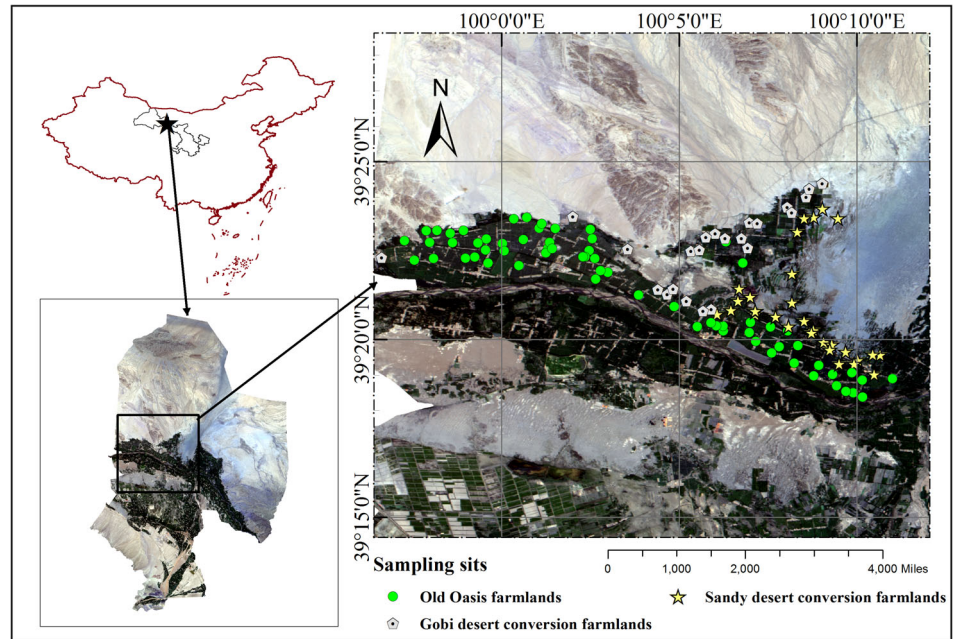 100°0'0"E 100°5'0"E 100°10'0"E
N
39°25'0"N
39°20'0"N
39°15'0"N
Sampling sits
0 1,000 2,000 4,000 Miles
Old Oasis farmlands
Sandy desert conversion farmlands
Gobi desert conversion farmlands